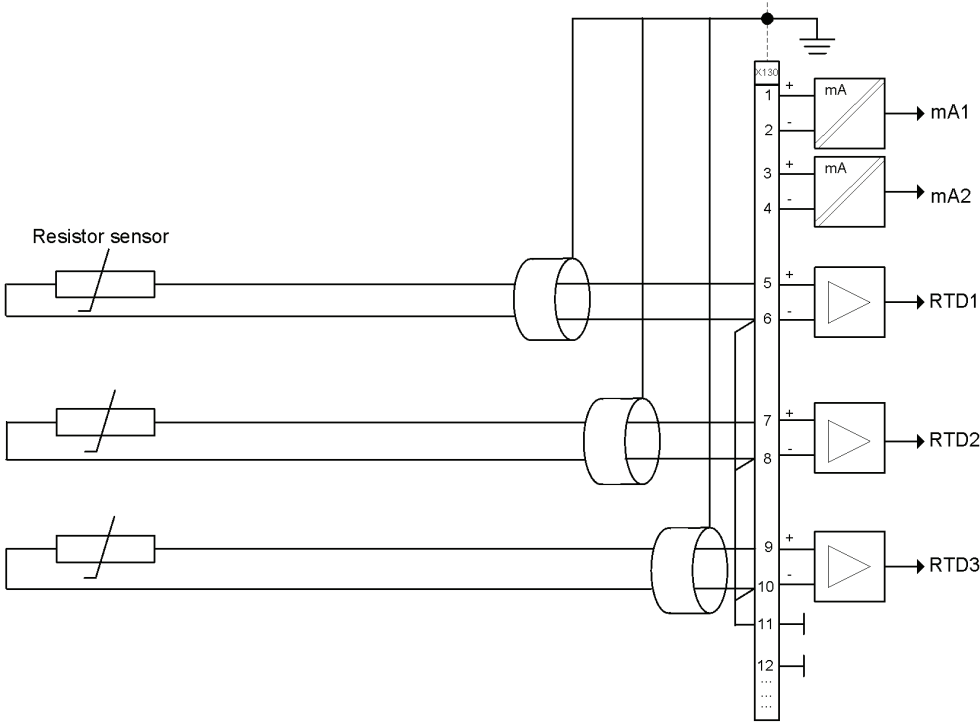 X130
1 + mA mA1
2 -
3 + mA mA2
4 -
Resistor sensor
5 + RTD1
6 -
7 + RTD2
8 -
9 + RTD3
10 -
11
12
...
...
...